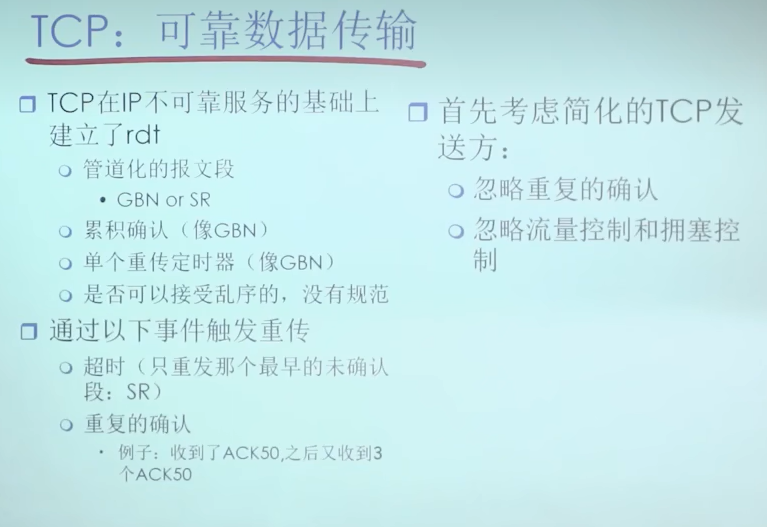 TCP：可靠数据传输
TCP在IP不可靠服务的基础上
建立了rdt
管道化的报文段
GBN or SR
累积确认（像GBN）
单个重传定时器（像GBN）
是否可以接受乱序的，没有规范
通过以下事件触发重传
超时（只重发那个最早的未确认
段：SR）
重复的确认
例子：收到了ACK50,之后又收到3
个ACK50
首先考虑简化的TCP发
送方：
忽略重复的确认
忽略流量控制和拥塞控
制